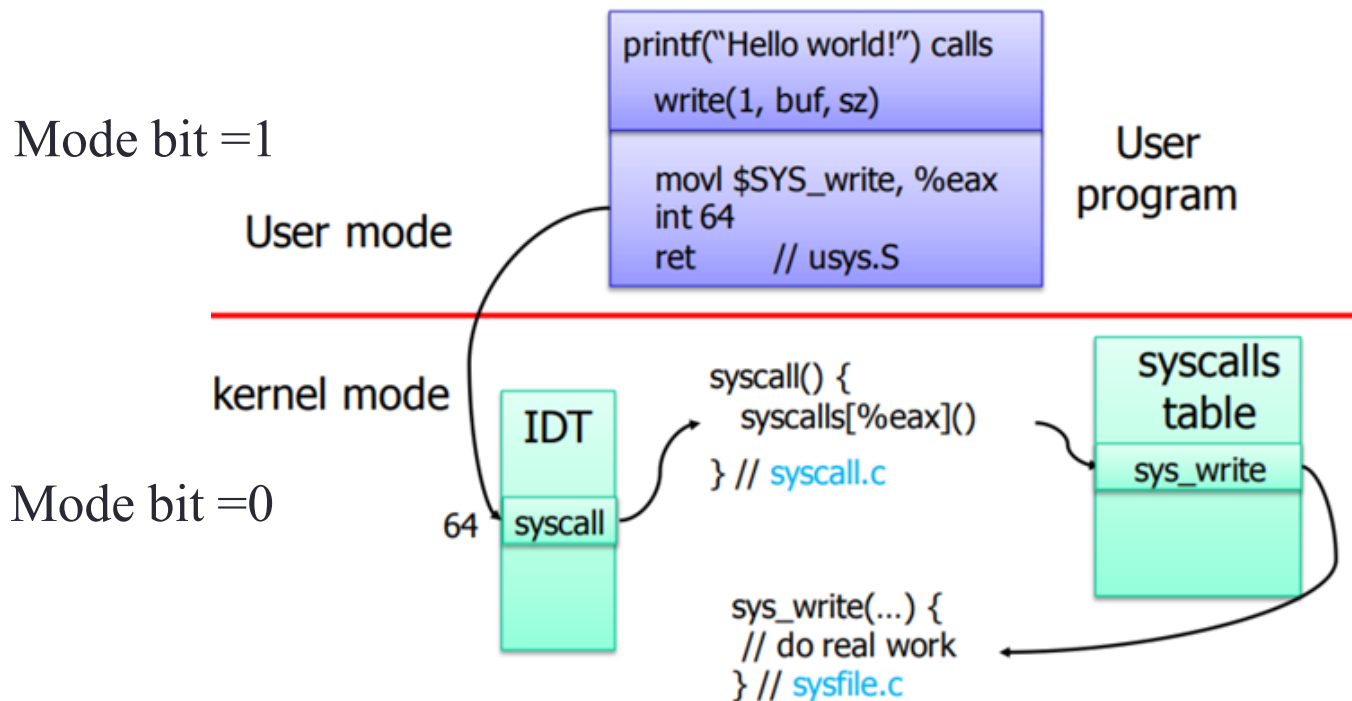 printf(“Hello world!”) calls
write(1, buf, sz)
Mode bit =1
User
program
movl $SYS_write, %eax
int 64
ret // usys.S
User mode
kernel mode
syscall() {
syscalls[%eax]()
} // syscall.c
syscalls
table
IDT
sys_write
Mode bit =0
64
syscall
sys_write(...) {
// do real work
} // sysfile.c